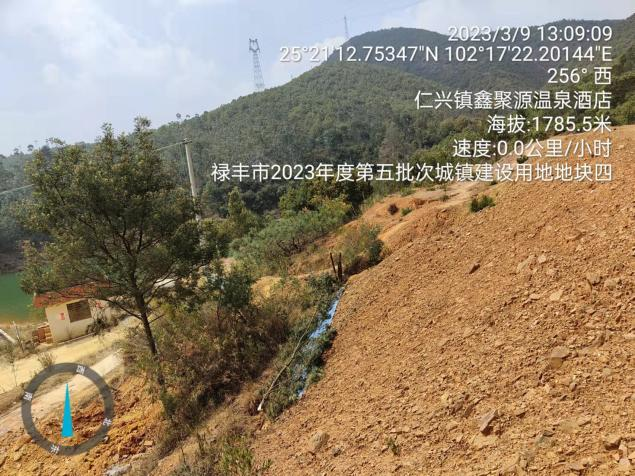 2023/3/9 13:09:09
25°21'12.75347"N 102°17'22.20144"E
256° 西
仁兴镇鑫聚源温泉酒店
海拔:1785.5米
速度:0.0公里/小时
禄丰市2023年度第五批次城镇建设用地地块四